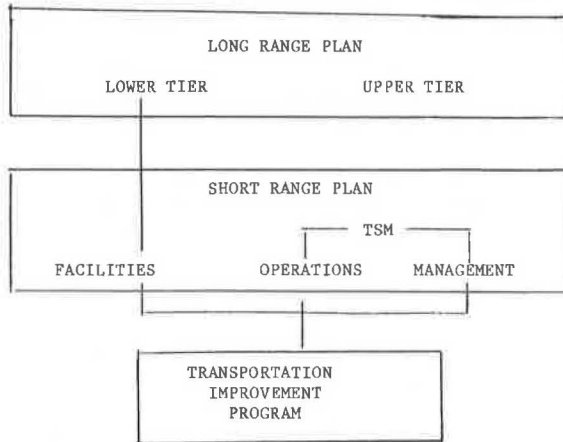 LONG RANGE PLAN
LOWER TIER UPPER TIER
SHORT RANGE PLAN
TSM
FACILITIES OPERATIONS MANAGEMENT
TRANSPORTATION
IMPROVEMENT
PROGRAM